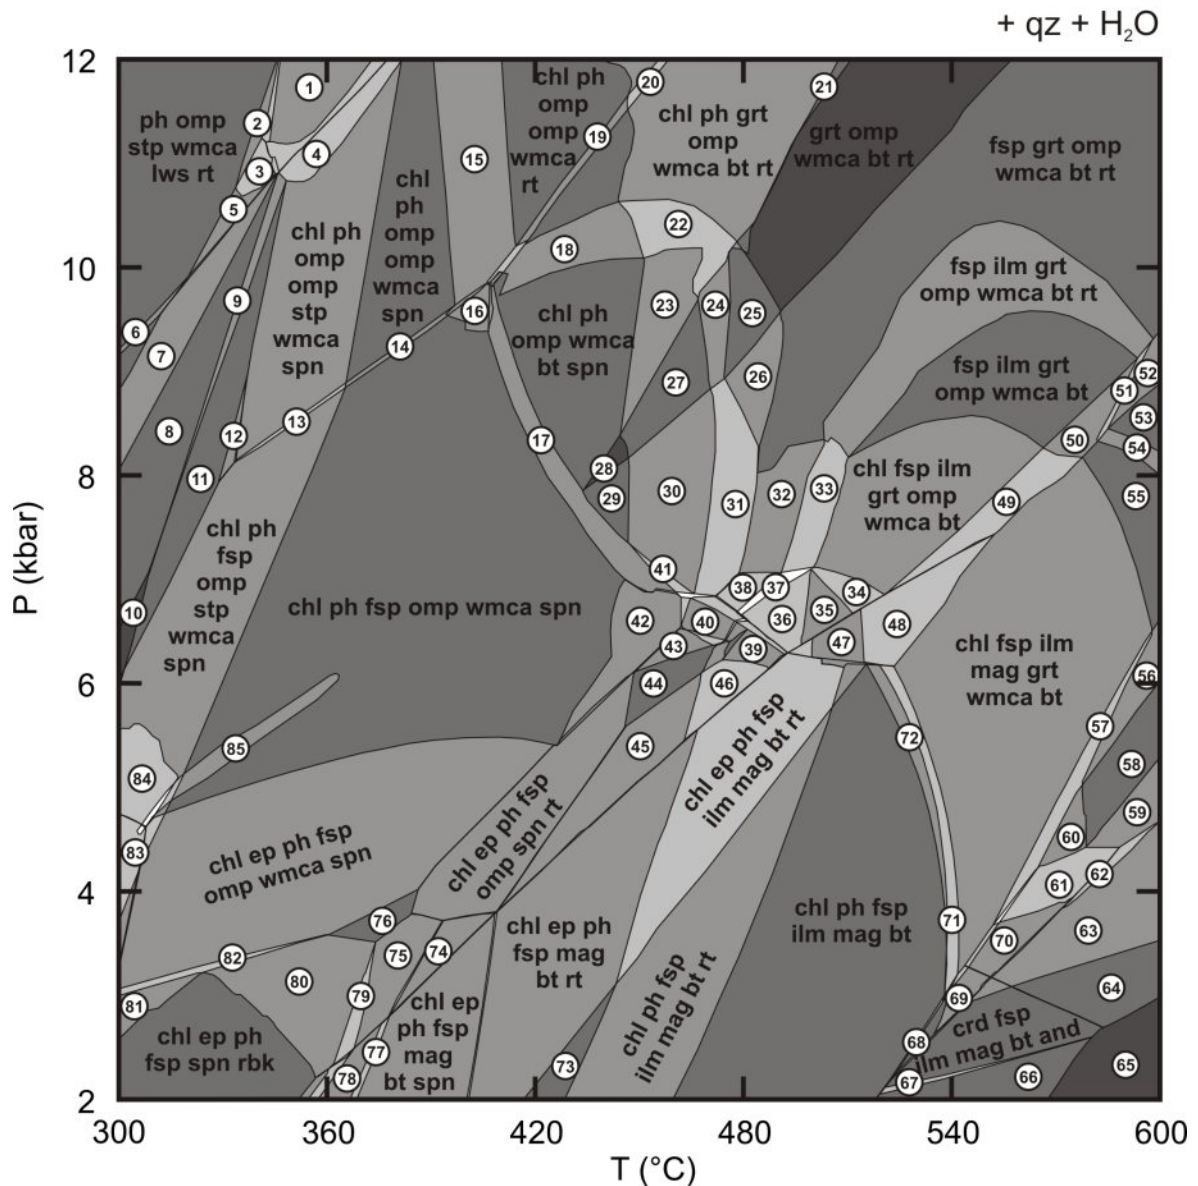 + qz + H₂O
12
10
8
6
4
2
P (kbar)
300
360
420
480
540
600
T (°C)
ph omp
stp wmca
lws rt
chl ph
omp
omp
stp
wmca
spn
chl
ph
omp
omp
wmca
spn
chl ph
omp
omp
wmca
rt
chl ph grt
omp
wmca bt rt
grt omp
wmca bt rt
fsp grt omp
wmca bt rt
fsp ilm grt
omp wmca bt rt
fsp ilm grt
omp wmca bt
chl ph
omp wmca
bt spn
chl fsp ilm
grt omp
wmca bt
chl ph
fsp
omp
stp
wmca
spn
chl ph fsp omp wmca spn
chl fsp ilm
mag grt
wmca bt
chl ep ph fsp
ilm mag bt rt
chl ep ph fsp
omp spn rt
chl ep ph fsp
omp wmca spn
chl ep ph
fsp mag
bt rt
chl ph fsp
ilm mag bt
chl ph fsp
ilm mag bt rt
chl ep ph
fsp spn rbk
chl ep
ph fsp
mag
bt spn
crd fsp
ilm mag bt and
1
2
3
4
5
6
7
8
9
10
11
12
13
14
15
16
17
18
19
20
21
22
23
24
25
26
27
28
29
30
31
32
33
34
35
36
37
38
39
40
41
42
43
44
45
46
47
48
49
50
51
52
53
54
55
56
57
58
59
60
61
62
63
64
65
66
67
68
69
70
71
72
73
74
75
76
77
78
79
80
81
82
83
84
85